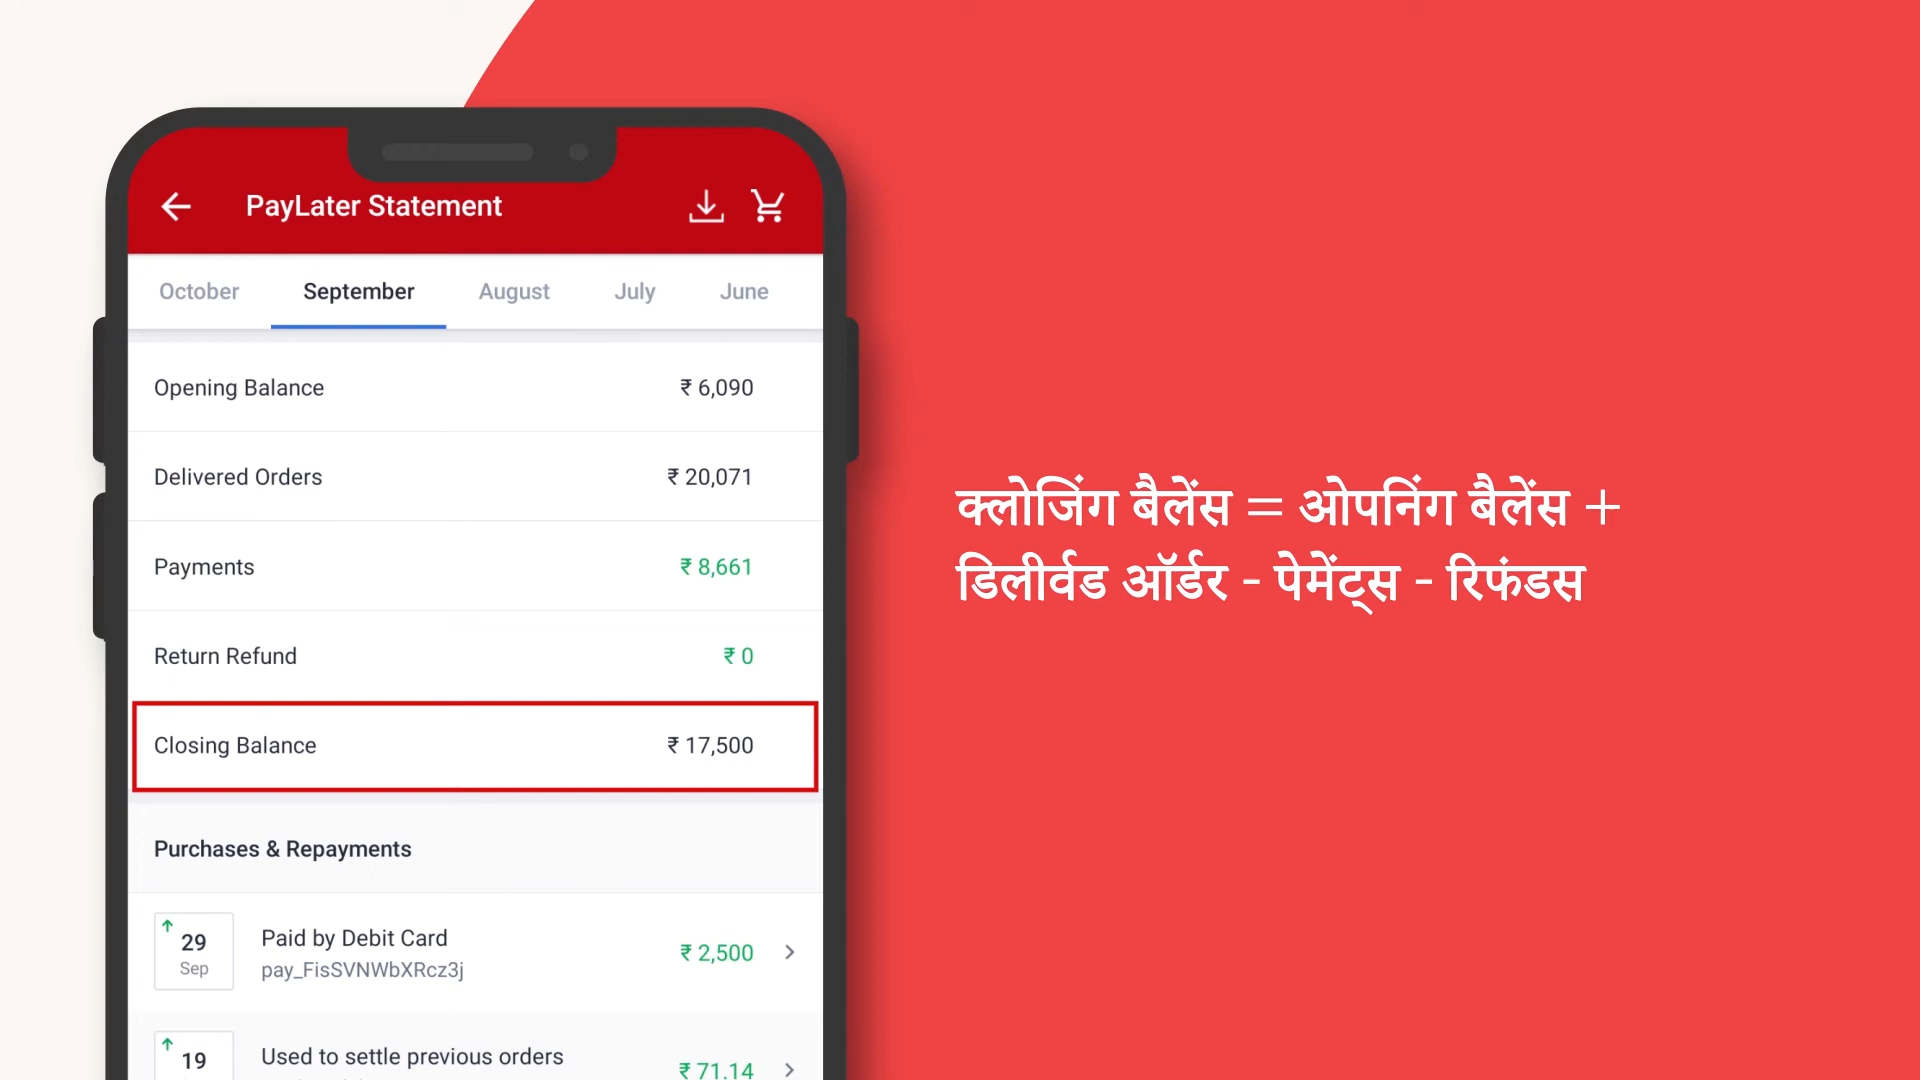 PayLater Statement
October September August July June
Opening Balance ₹ 6,090
Delivered Orders ₹ 20,071
Payments ₹ 8,661
Return Refund ₹ 0
Closing Balance ₹ 17,500
Purchases & Repayments
29 Sep Paid by Debit Card ₹ 2,500
pay_FisSVNWbXRcz3j
19 Used to settle previous orders ₹ 71.14
क्लोजिंग बैलेंस = ओपनिंग बैलेंस +
डिलीर्वड ऑर्डर - पेमेंट्स - रिफंडस